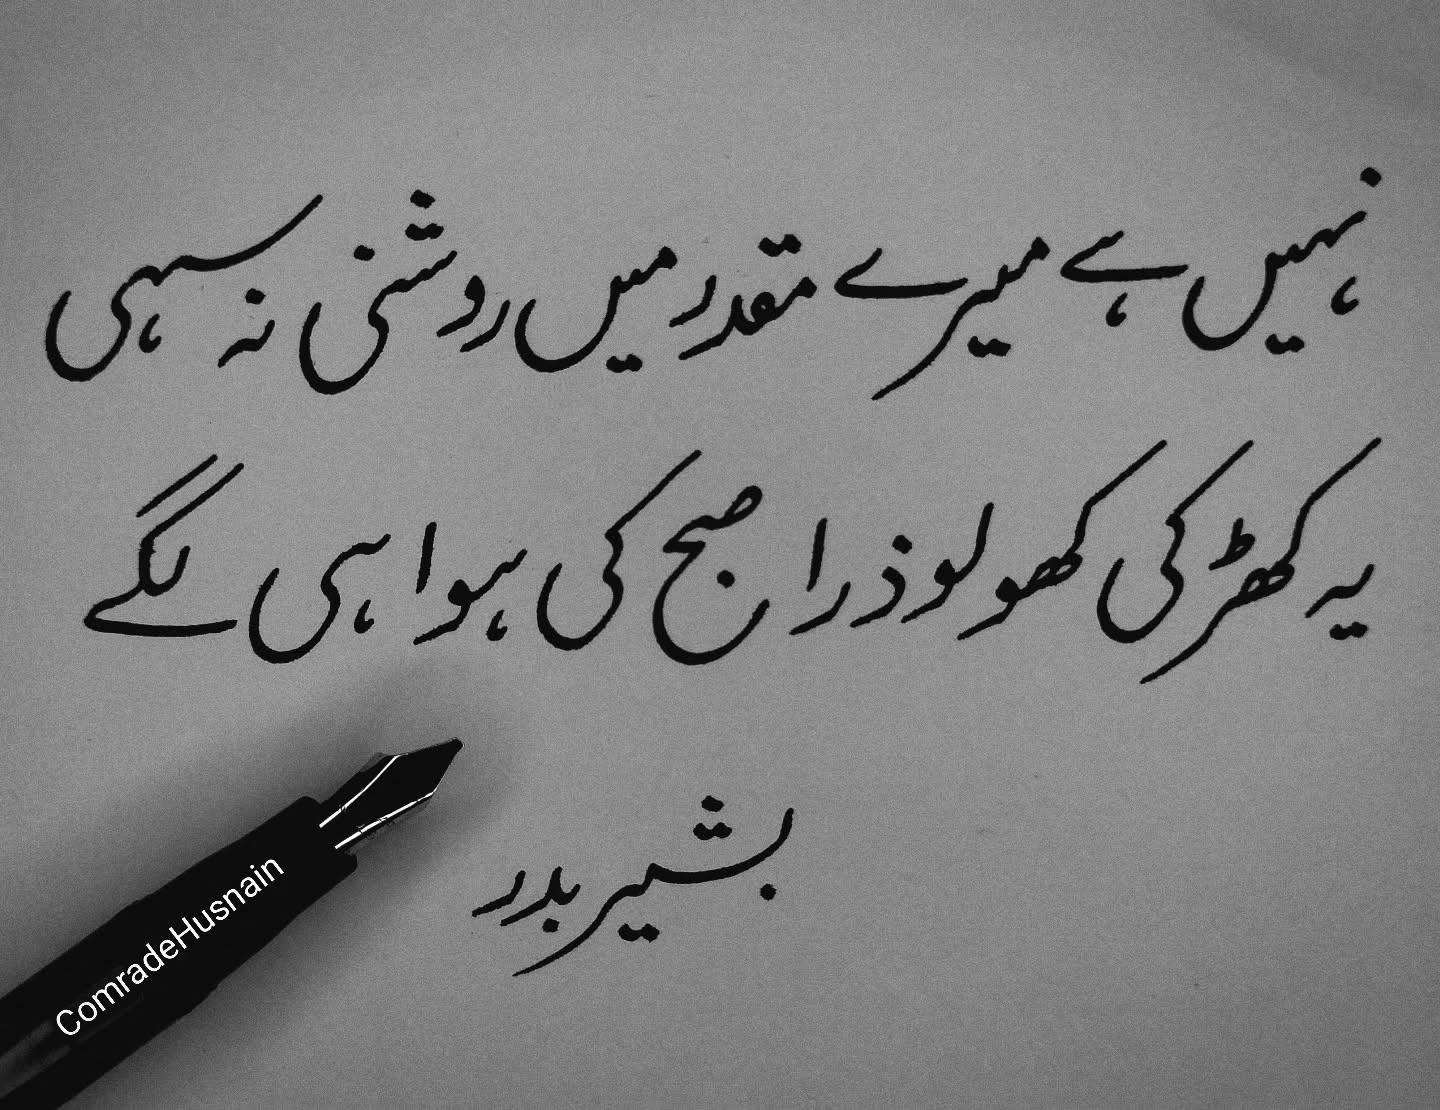 نہیں ہے میرے مقدر میں روشنی نہ سہی
یہ کھڑکی کھولو ذرا صبح کی ہوا ہی لگے
بشیر بدر
ComradeHusnain